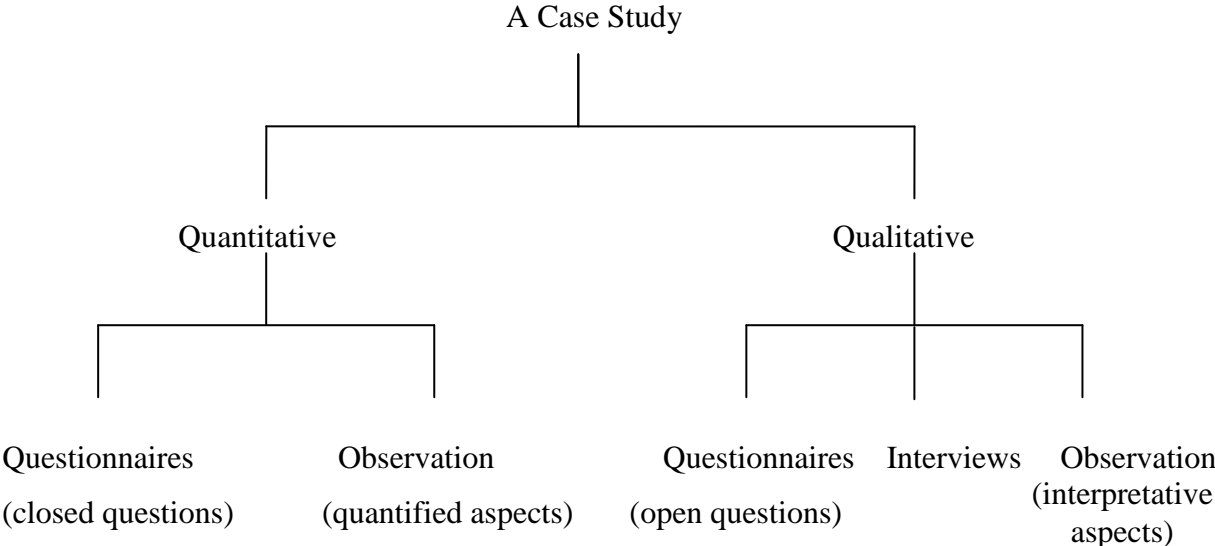 A Case Study
Quantitative
Qualitative
Questionnaires
(closed questions)
Observation
(quantified aspects)
Questionnaires
(open questions)
Interviews
Observation
(interpretative
aspects)